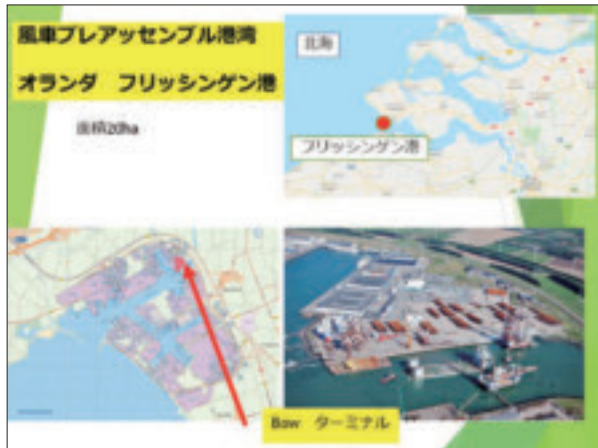 風車プレアッセンブル港湾
オランダ フリッシンゲン港
北海
フリッシンゲン港
Bow ターミナル